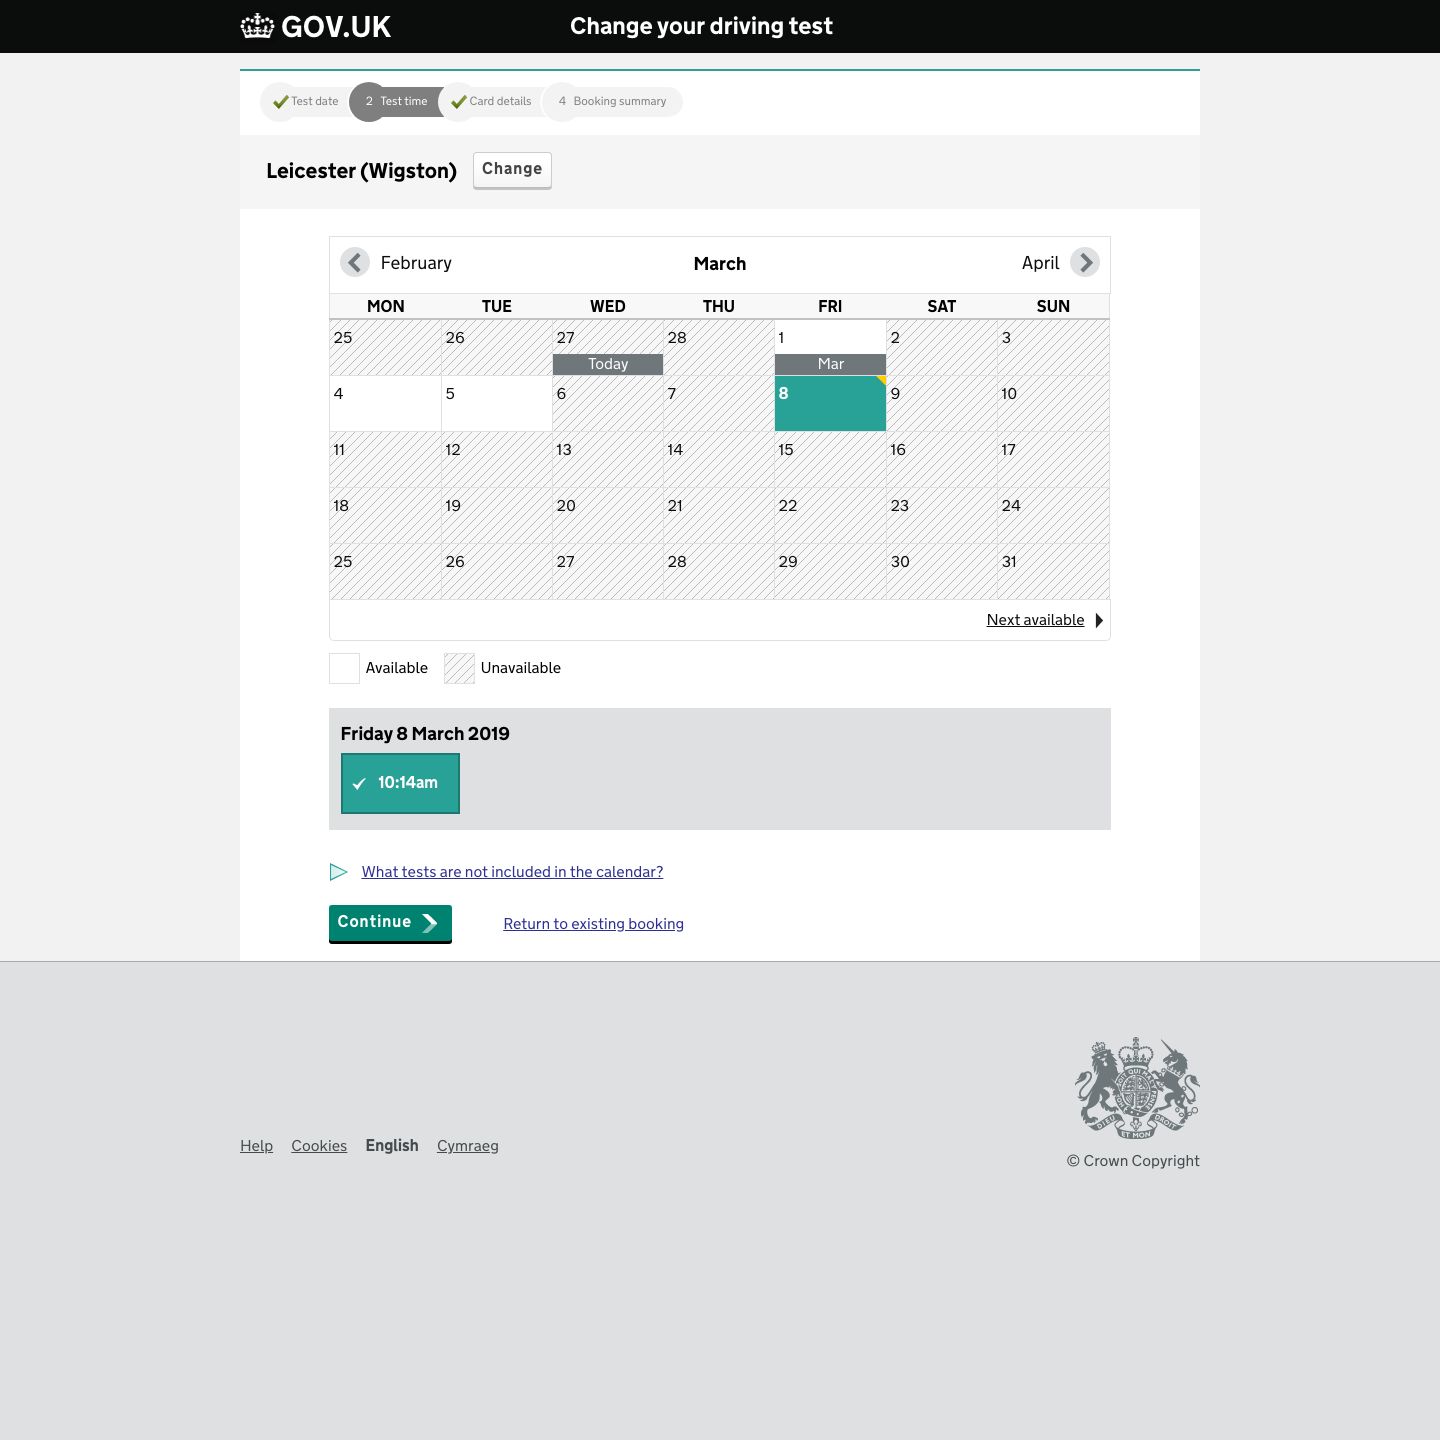 GOV.UK
Change your driving test
Test date
2 Test time
Card details
4 Booking summary
Leicester (Wigston)
Change
February
March
April
MON TUE WED THU FRI SAT SUN
25 26 27 28 1 2 3
Today Mar
4 5 6 7 8 9 10
11 12 13 14 15 16 17
18 19 20 21 22 23 24
25 26 27 28 29 30 31
Next available
Available
Unavailable
Friday 8 March 2019
10:14am
What tests are not included in the calendar?
Continue
Return to existing booking
DIEU ET MON DROIT
Help Cookies English Cymraeg
© Crown Copyright